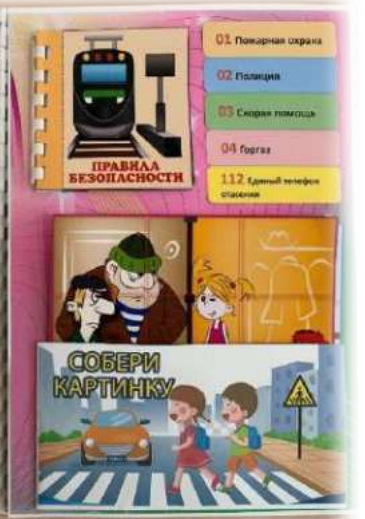 ПРАВИЛА
БЕЗОПАСНОСТИ
01 Пожарная охрана
02 Полиция
03 Скорая помощь
04 Горгаз
112 Единый телефон
спасения
СОБЕРИ
КАРТИНКУ